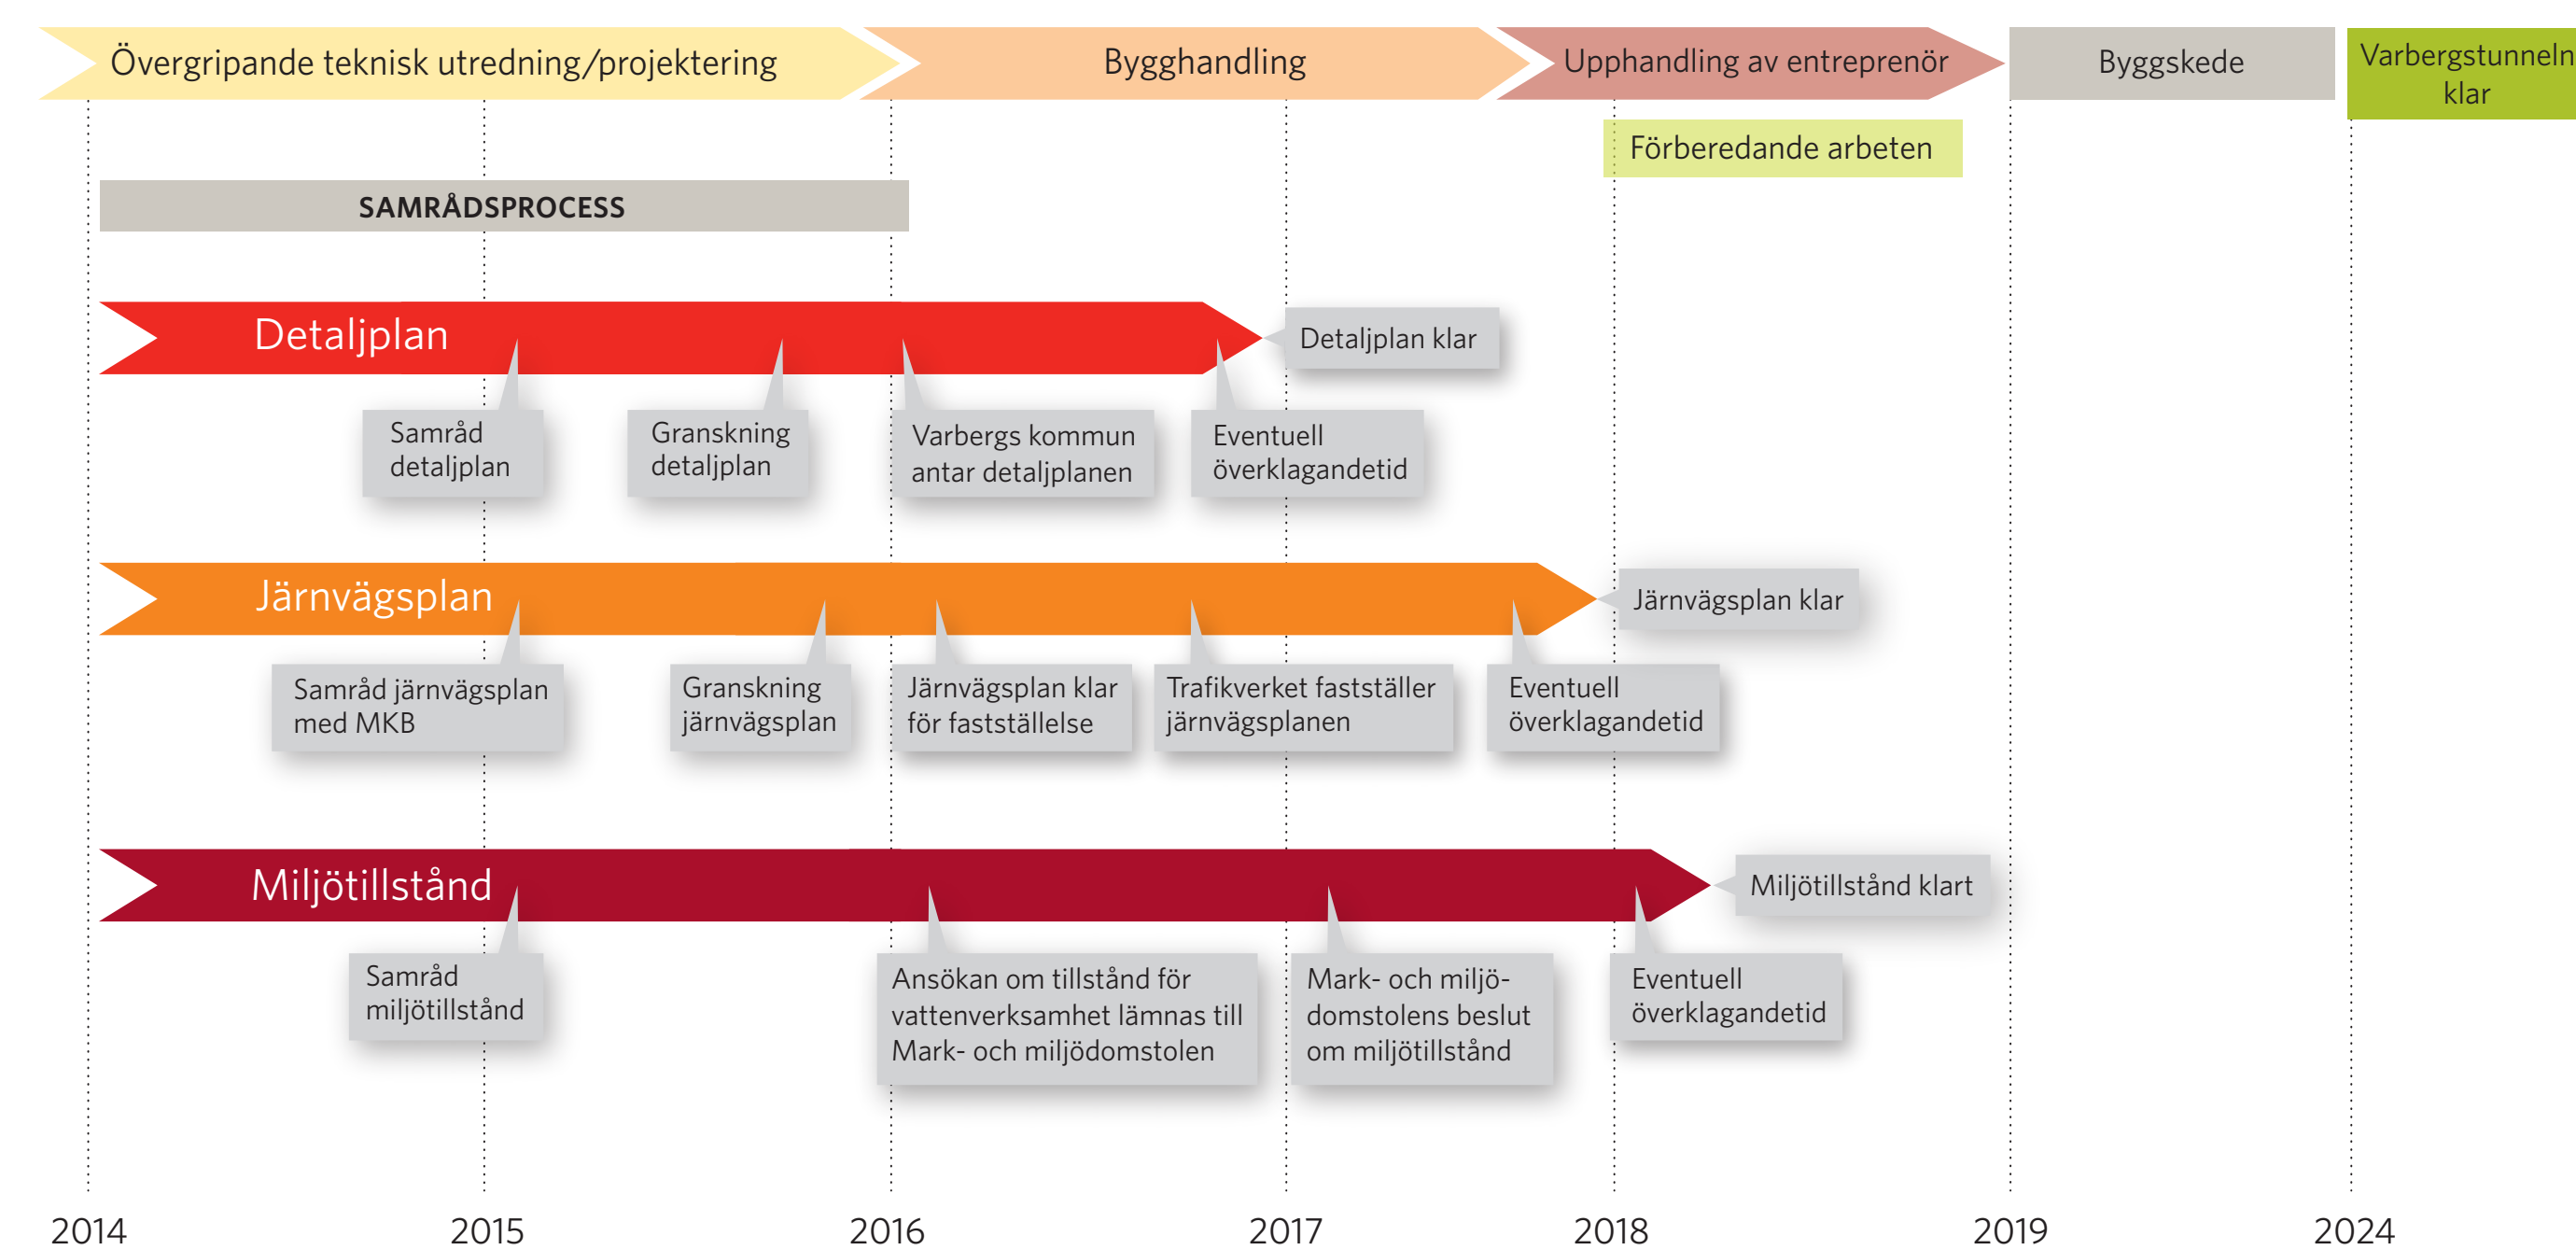 Övergripande teknisk utredning/projektering
Bygghandling
Upphandling av entreprenör
Byggskede
Varbergstunneln
klar
Förberedande arbeten
SAMRÅDSPROCESS
Detaljplan
Detaljplan klar
Samråd
detaljplan
Granskning
detaljplan
Varbergs kommun
antar detaljplanen
Eventuell
överklagandetid
Järnvägsplan
Järnvägsplan klar
Samråd järnvägsplan
med MKB
Granskning
järnvägsplan
Järnvägsplan klar
för fastställelse
Trafikverket fastställer
järnvägsplanen
Eventuell
överklagandetid
Miljötillstånd
Miljötillstånd klart
Samråd
miljötillstånd
Ansökan om tillstånd för
vattenverksamhet lämnas till
Mark- och miljödomstolen
Mark- och miljö-
domstolens beslut
om miljötillstånd
Eventuell
överklagandetid
2014
2015
2016
2017
2018
2019
2024